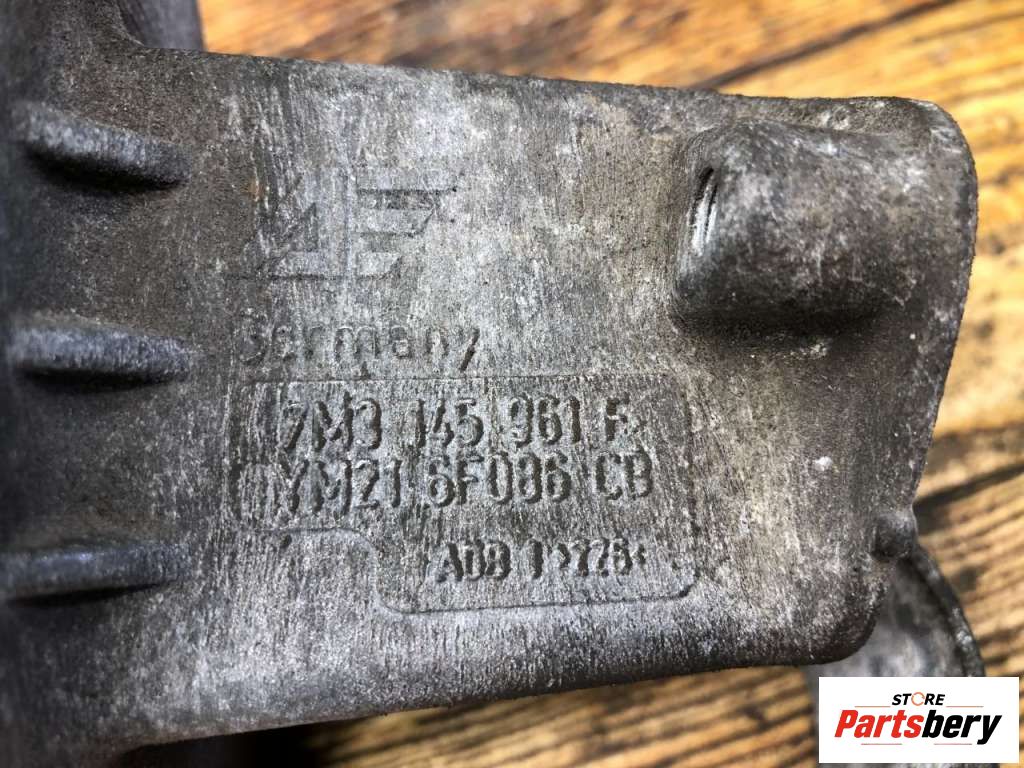 Germany
7M3 145 961 F
YM21 6F086 CB
STORE
Partsbery